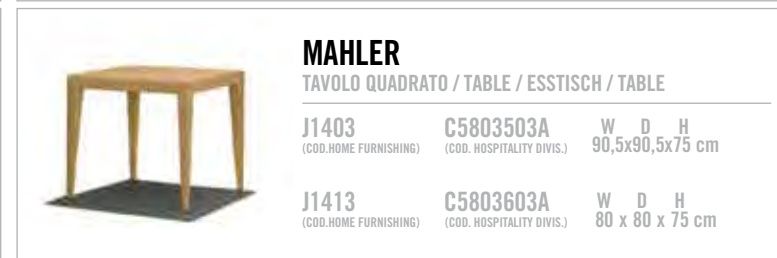 MAHLER
TAVOLO QUADRATO / TABLE / ESSTISCH / TABLE
J1403 C5803503A W D H
(COD.HOME FURNISHING) (COD. HOSPITALITY DIVIS.) 90,5x90,5x75 cm
J1413 C5803603A W D H
(COD.HOME FURNISHING) (COD. HOSPITALITY DIVIS.) 80 x 80 x 75 cm